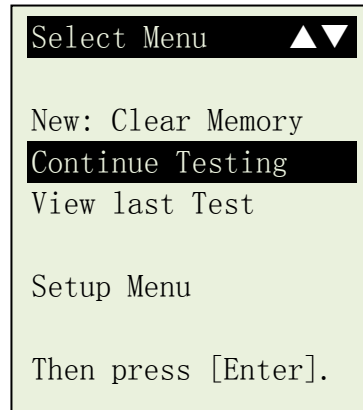 Select Menu ▲▼
New: Clear Memory
Continue Testing
View last Test
Setup Menu
Then press [Enter].